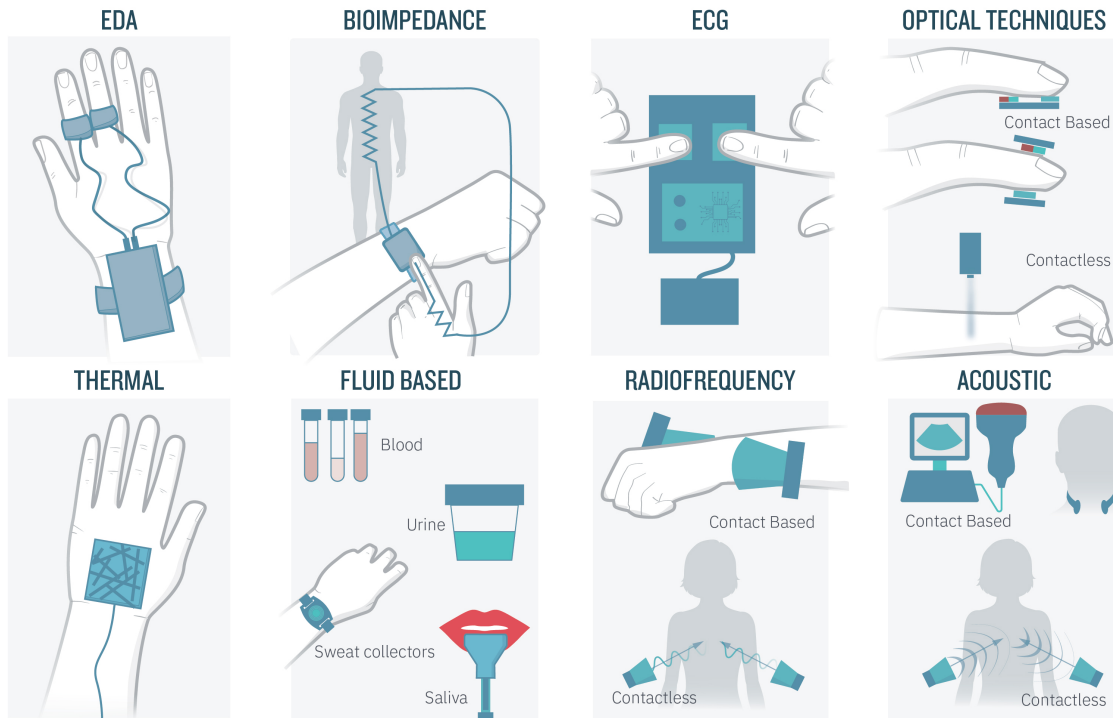 EDA
BIOIMPEDANCE
ECG
OPTICAL TECHNIQUES
Contact Based
Contactless
THERMAL
FLUID BASED
RADIOFREQUENCY
ACOUSTIC
Blood
Urine
Sweat collectors
Saliva
Contact Based
Contactless
Contact Based
Contactless